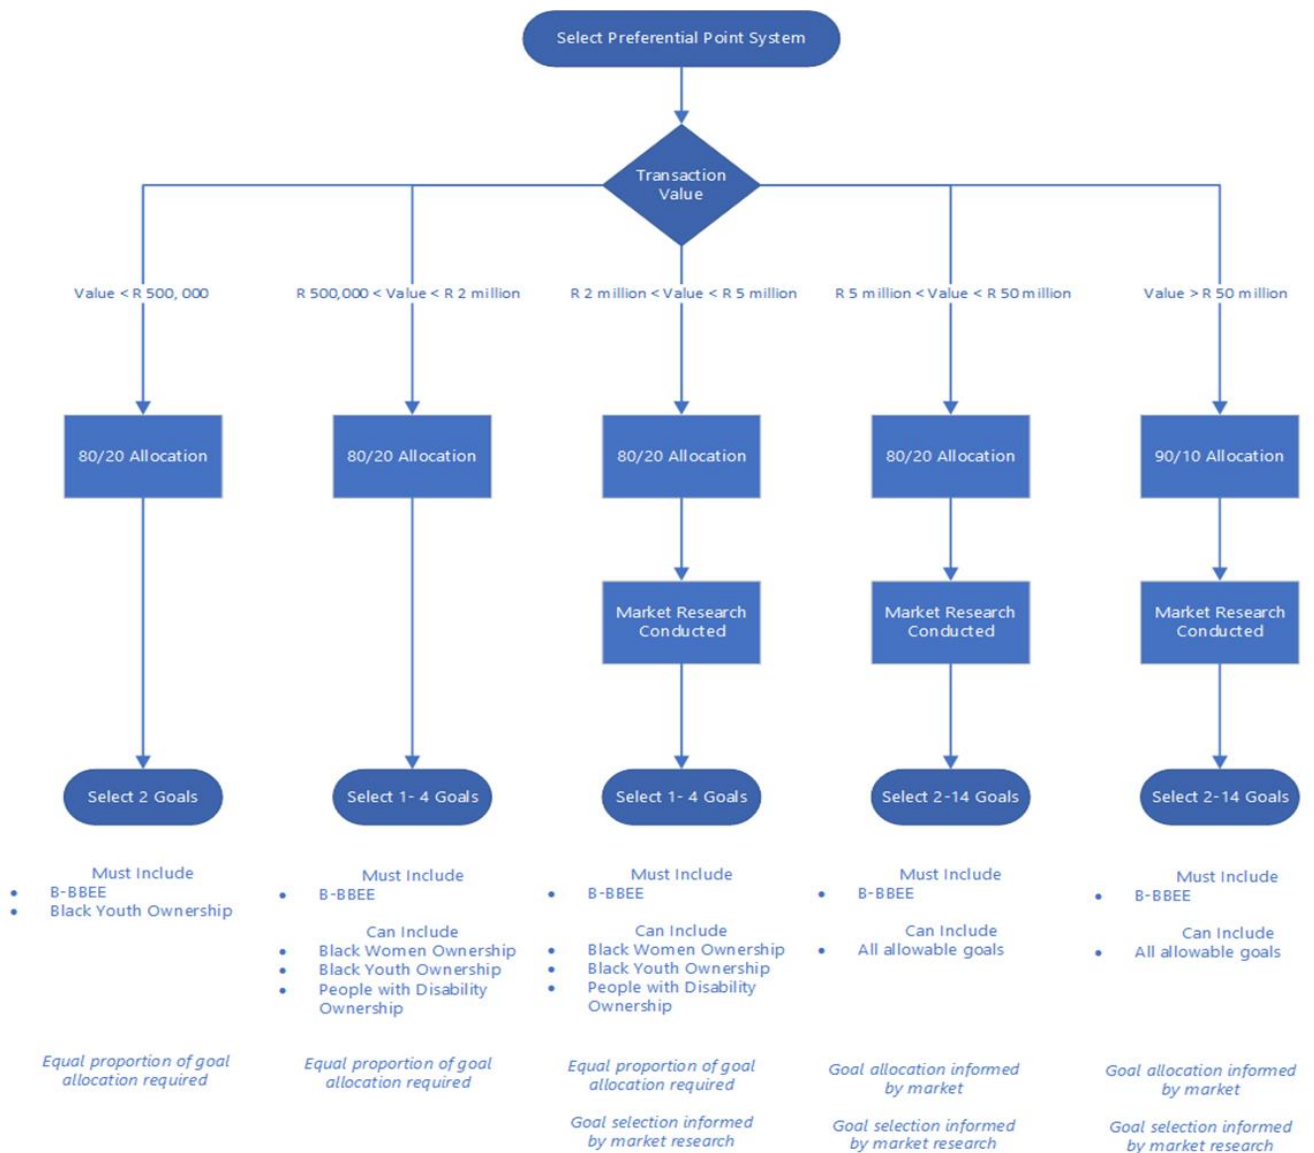 Select Preferential Point System
Transaction
Value
Value < R 500, 000
R 500,000 < Value < R 2 million
R 2 million < Value < R 5 million
R 5 million < Value < R 50 million
Value > R 50 million
80/20 Allocation
80/20 Allocation
80/20 Allocation
80/20 Allocation
90/10 Allocation
Market Research
Conducted
Market Research
Conducted
Market Research
Conducted
Select 2 Goals
Select 1- 4 Goals
Select 1- 4 Goals
Select 2-14 Goals
Select 2-14 Goals
Must Include
• B-BBEE
• Black Youth Ownership
Equal proportion of goal
allocation required
Must Include
• B-BBEE
Can Include
• Black Women Ownership
• Black Youth Ownership
• People with Disability
Ownership
Equal proportion of goal
allocation required
Must Include
• B-BBEE
Can Include
• Black Women Ownership
• Black Youth Ownership
• People with Disability
Ownership
Equal proportion of goal
allocation required
Goal selection informed
by market research
Must Include
• B-BBEE
Can Include
• All allowable goals
Goal allocation informed
by market
Goal selection informed
by market research
Must Include
• B-BBEE
Can Include
• All allowable goals
Goal allocation informed
by market
Goal selection informed
by market research